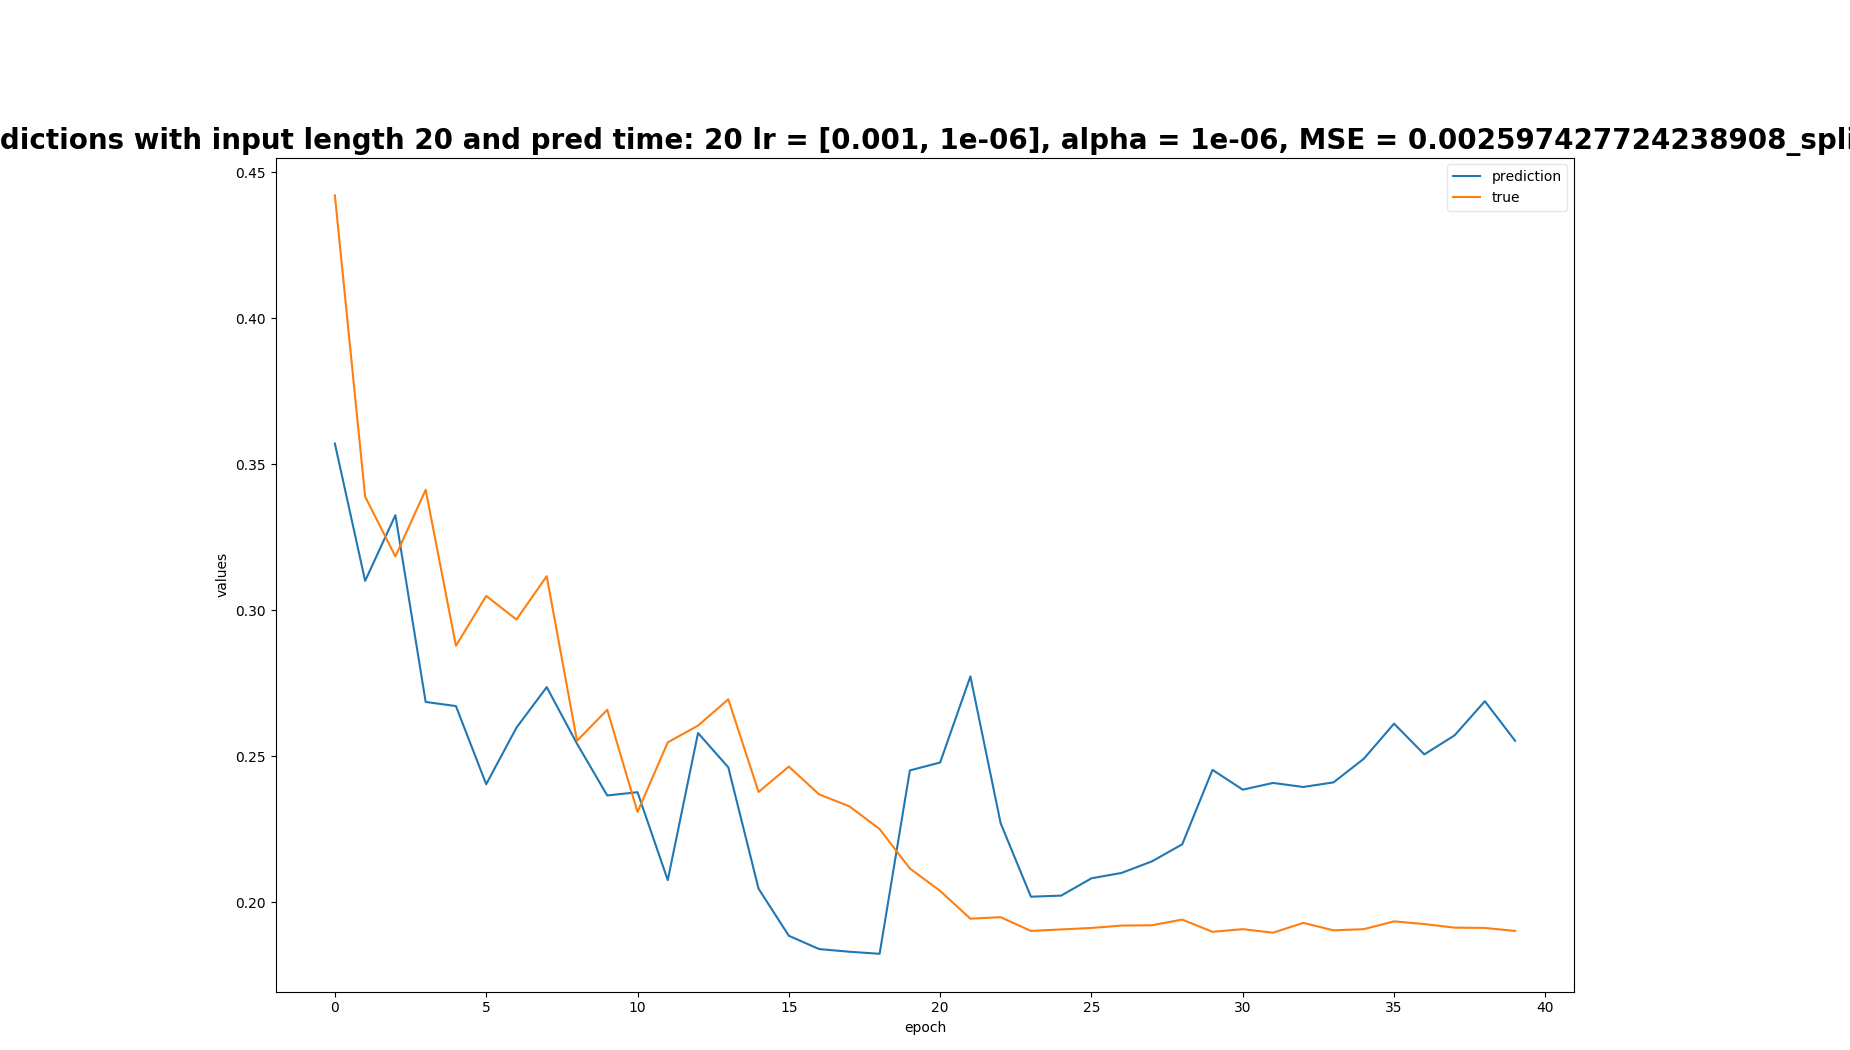 dictions with input length 20 and pred time: 20 lr = [0.001, 1e-06], alpha = 1e-06, MSE = 0.002597427724238908_spli
prediction
true
0.45
0.40
0.35
0.30
0.25
0.20
values
0 5 10 15 20 25 30 35 40
epoch